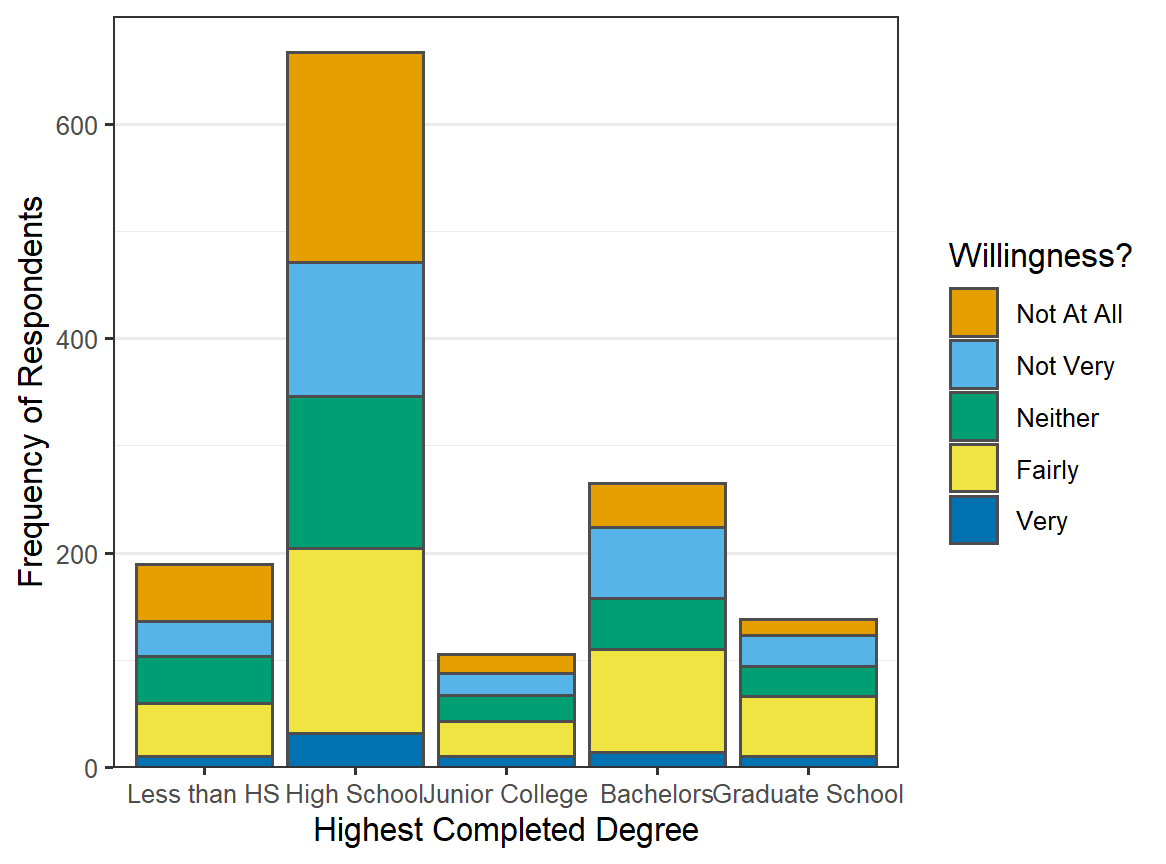 Frequency of Respondents
600
400
200
0
Less than HS High School Junior College Bachelors Graduate School
Highest Completed Degree
Willingness?
Not At All
Not Very
Neither
Fairly
Very